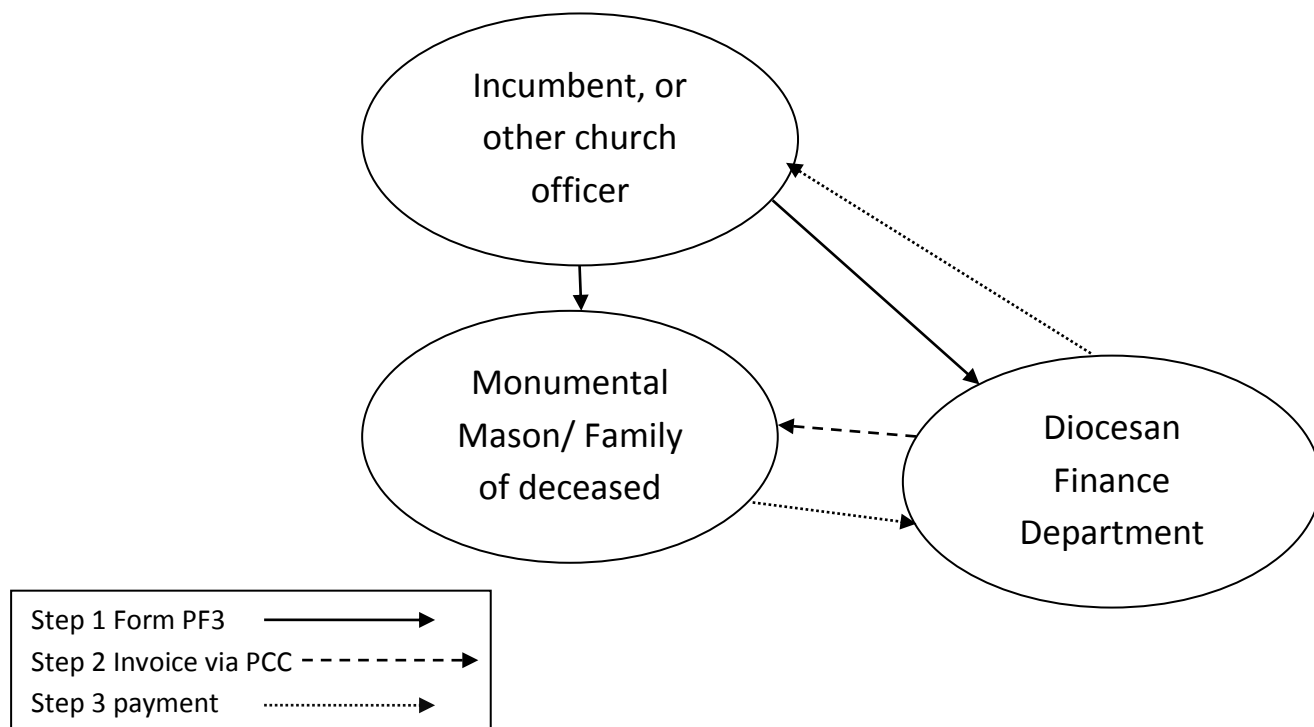 Incumbent, or
other church
officer
Monumental
Mason/ Family
of deceased
Diocesan
Finance
Department
Step 1 Form PF3
Step 2 Invoice via PCC
Step 3 payment